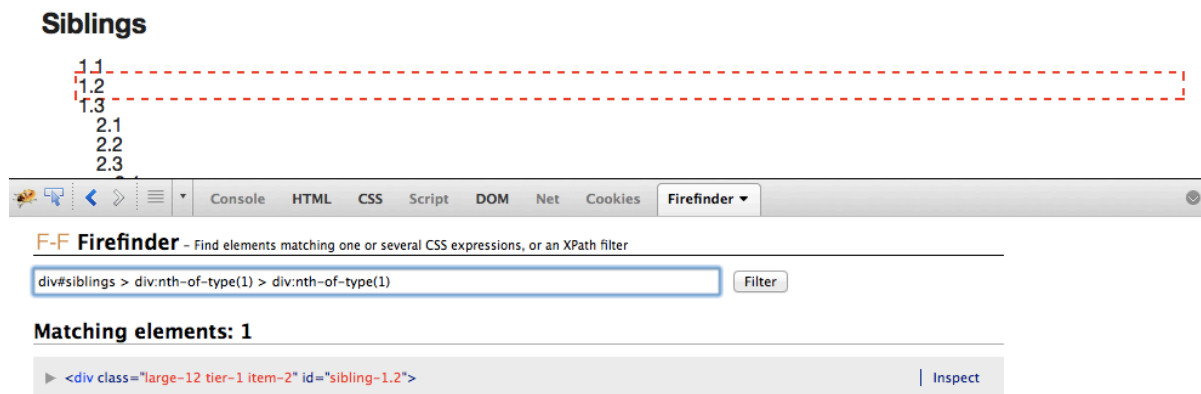 Siblings
1.1
1.2
1.3
2.1
2.2
2.3
Console HTML CSS Script DOM Net Cookies Firefinder ▾
F-F Firefinder - Find elements matching one or several CSS expressions, or an XPath filter
div#siblings > div:nth-of-type(1) > div:nth-of-type(1) Filter
Matching elements: 1
<div class="large-12 tier-1 item-2" id="sibling-1.2"> Inspect